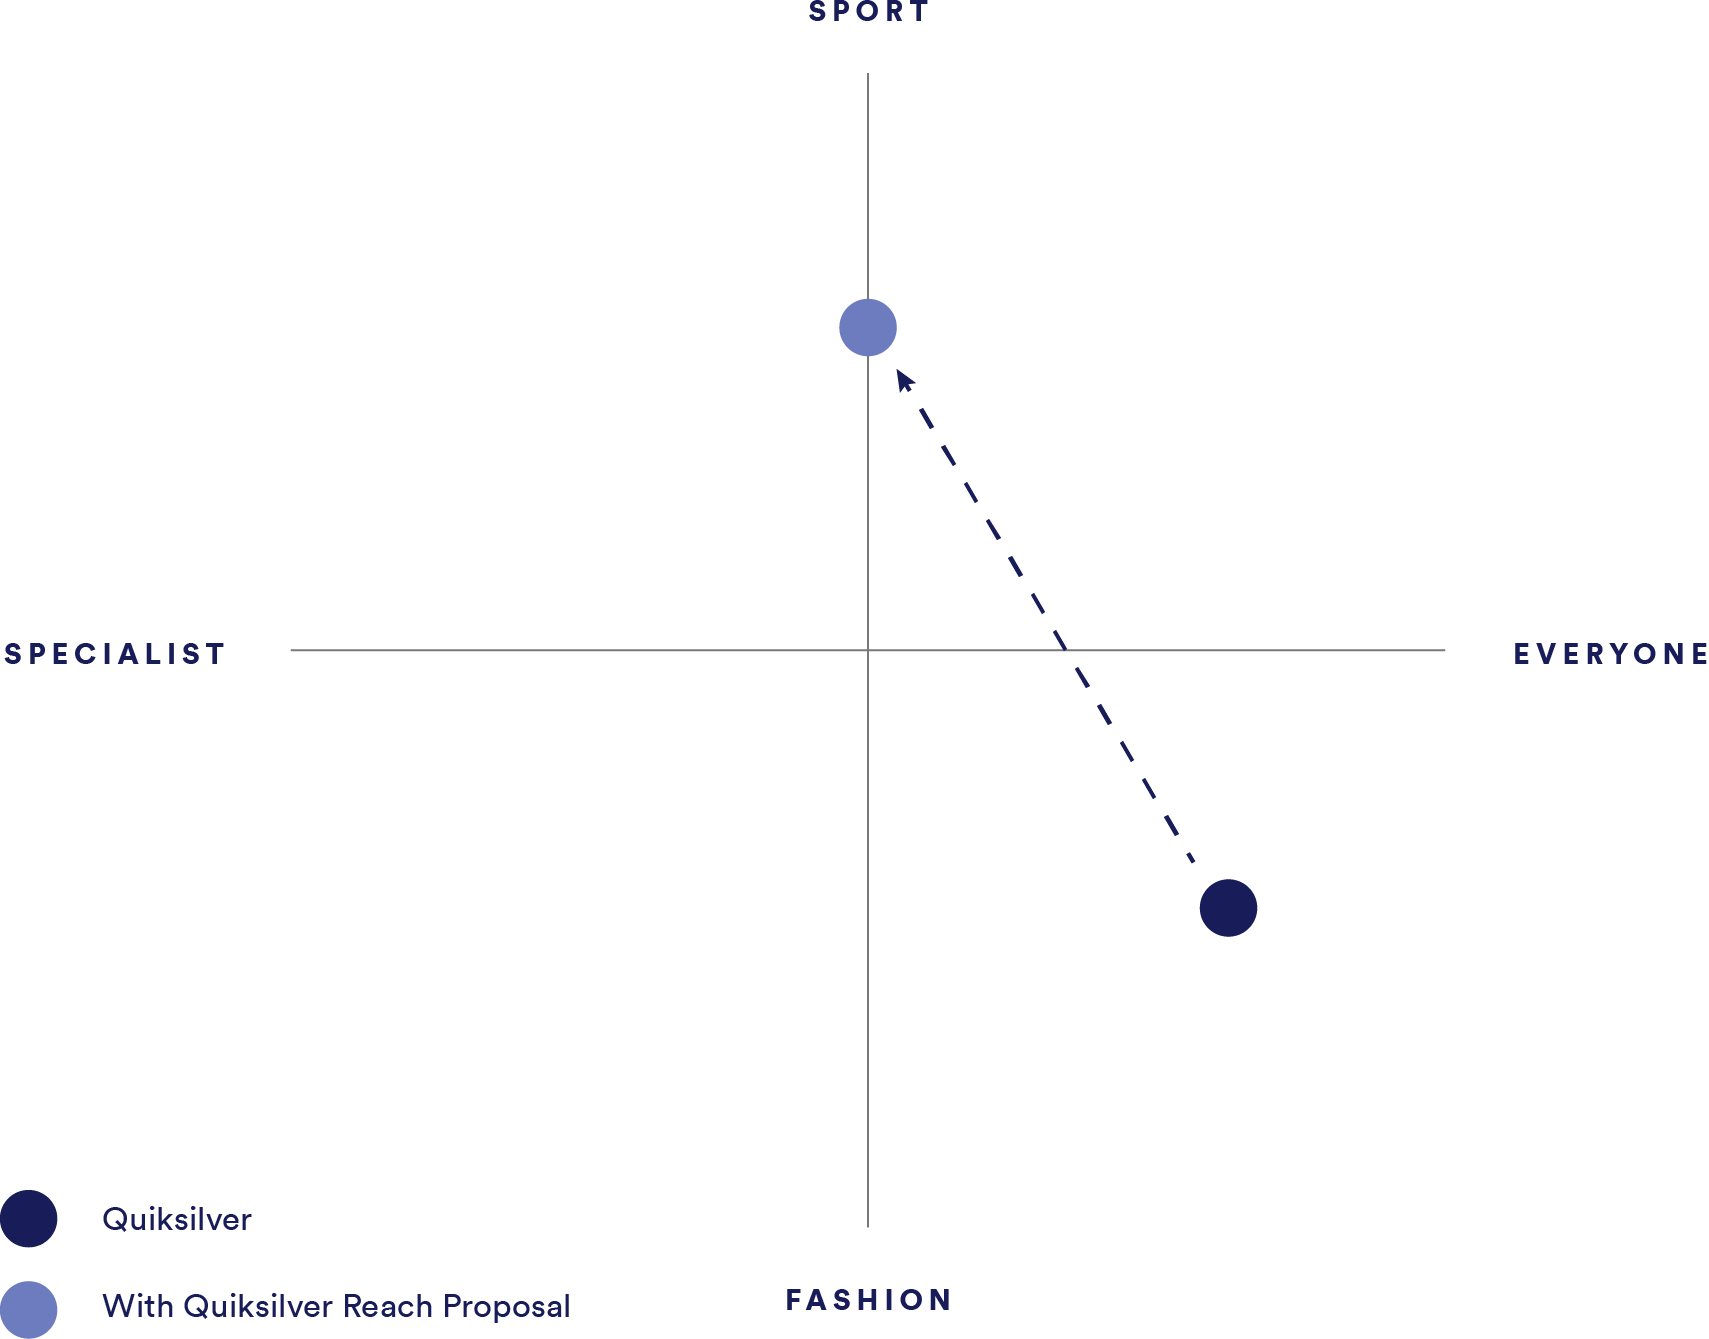 SPORT
SPECIALIST
EVERYONE
Quiksilver
With Quiksilver Reach Proposal
FASHION